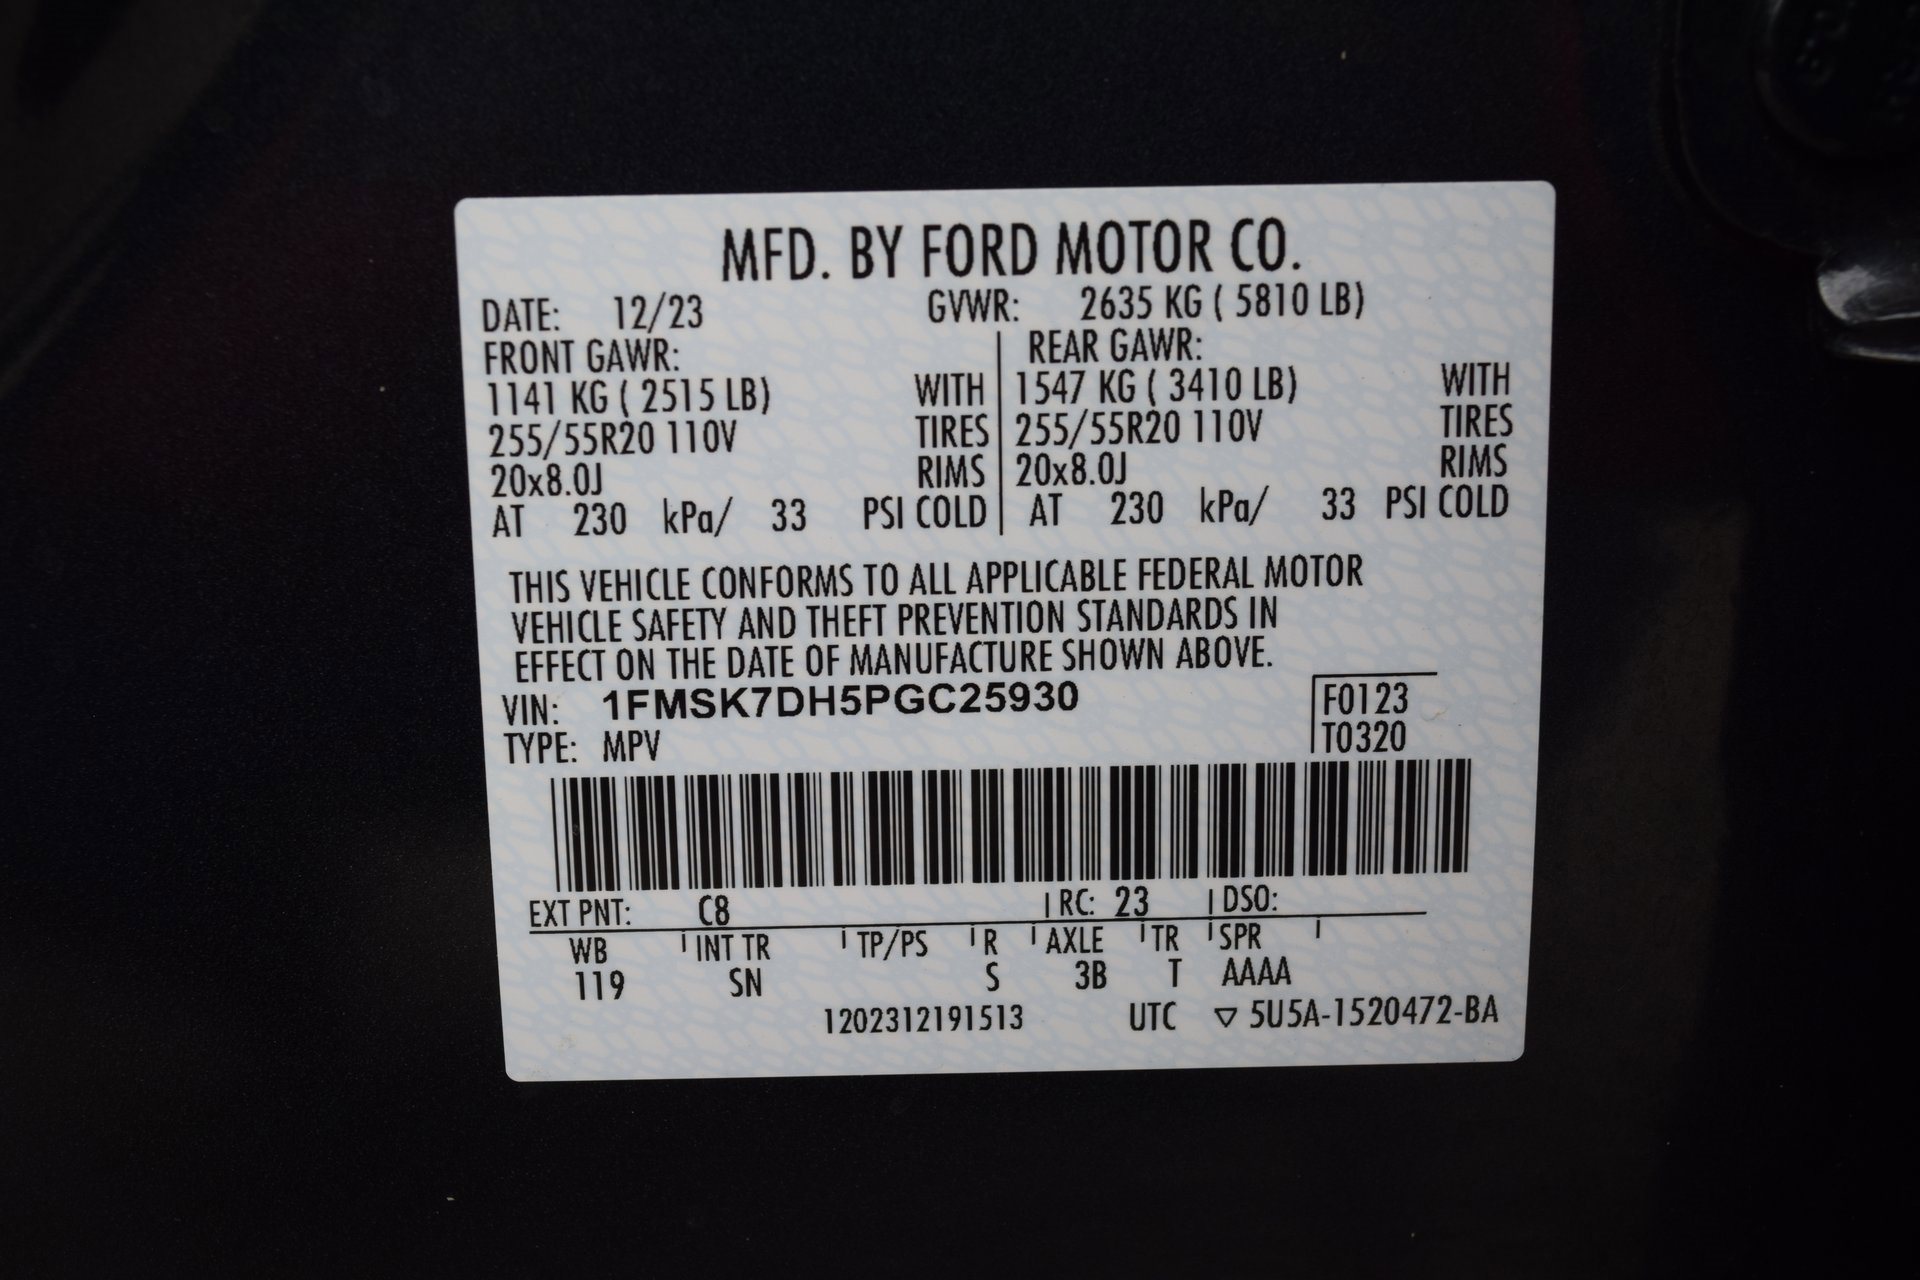 MFD. BY FORD MOTOR CO.
DATE: 12/23 GVWR: 2635 KG ( 5810 LB)
FRONT GAWR: REAR GAWR:
1141 KG ( 2515 LB) WITH 1547 KG ( 3410 LB) WITH
255/55R20 110V TIRES 255/55R20 110V TIRES
20x8.0J RIMS 20x8.0J RIMS
AT 230 kPa/ 33 PSI COLD AT 230 kPa/ 33 PSI COLD
THIS VEHICLE CONFORMS TO ALL APPLICABLE FEDERAL MOTOR
VEHICLE SAFETY AND THEFT PREVENTION STANDARDS IN
EFFECT ON THE DATE OF MANUFACTURE SHOWN ABOVE.
VIN: 1FMSK7DH5PGC25930 F0123
TYPE: MPV T0320
EXT PNT: C8 RC: 23 DSO:
WB INT TR TP/PS R AXLE TR SPR
119 SN S 3B T AAAA
1202312191513 UTC ▽ 5U5A-1520472-BA